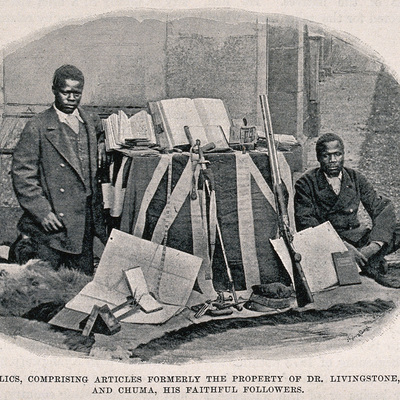 LICS, COMPRISING ARTICLES FORMERLY THE PROPERTY OF DR. LIVINGSTONE,
AND CHUMA, HIS FAITHFUL FOLLOWERS.